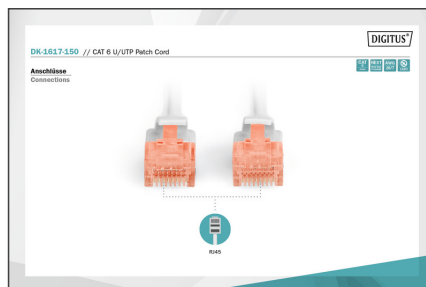 DIGITUS®
DK-1617-150 // CAT 6 U/UTP Patch Cord
Anschlüsse
Connections
RJ45